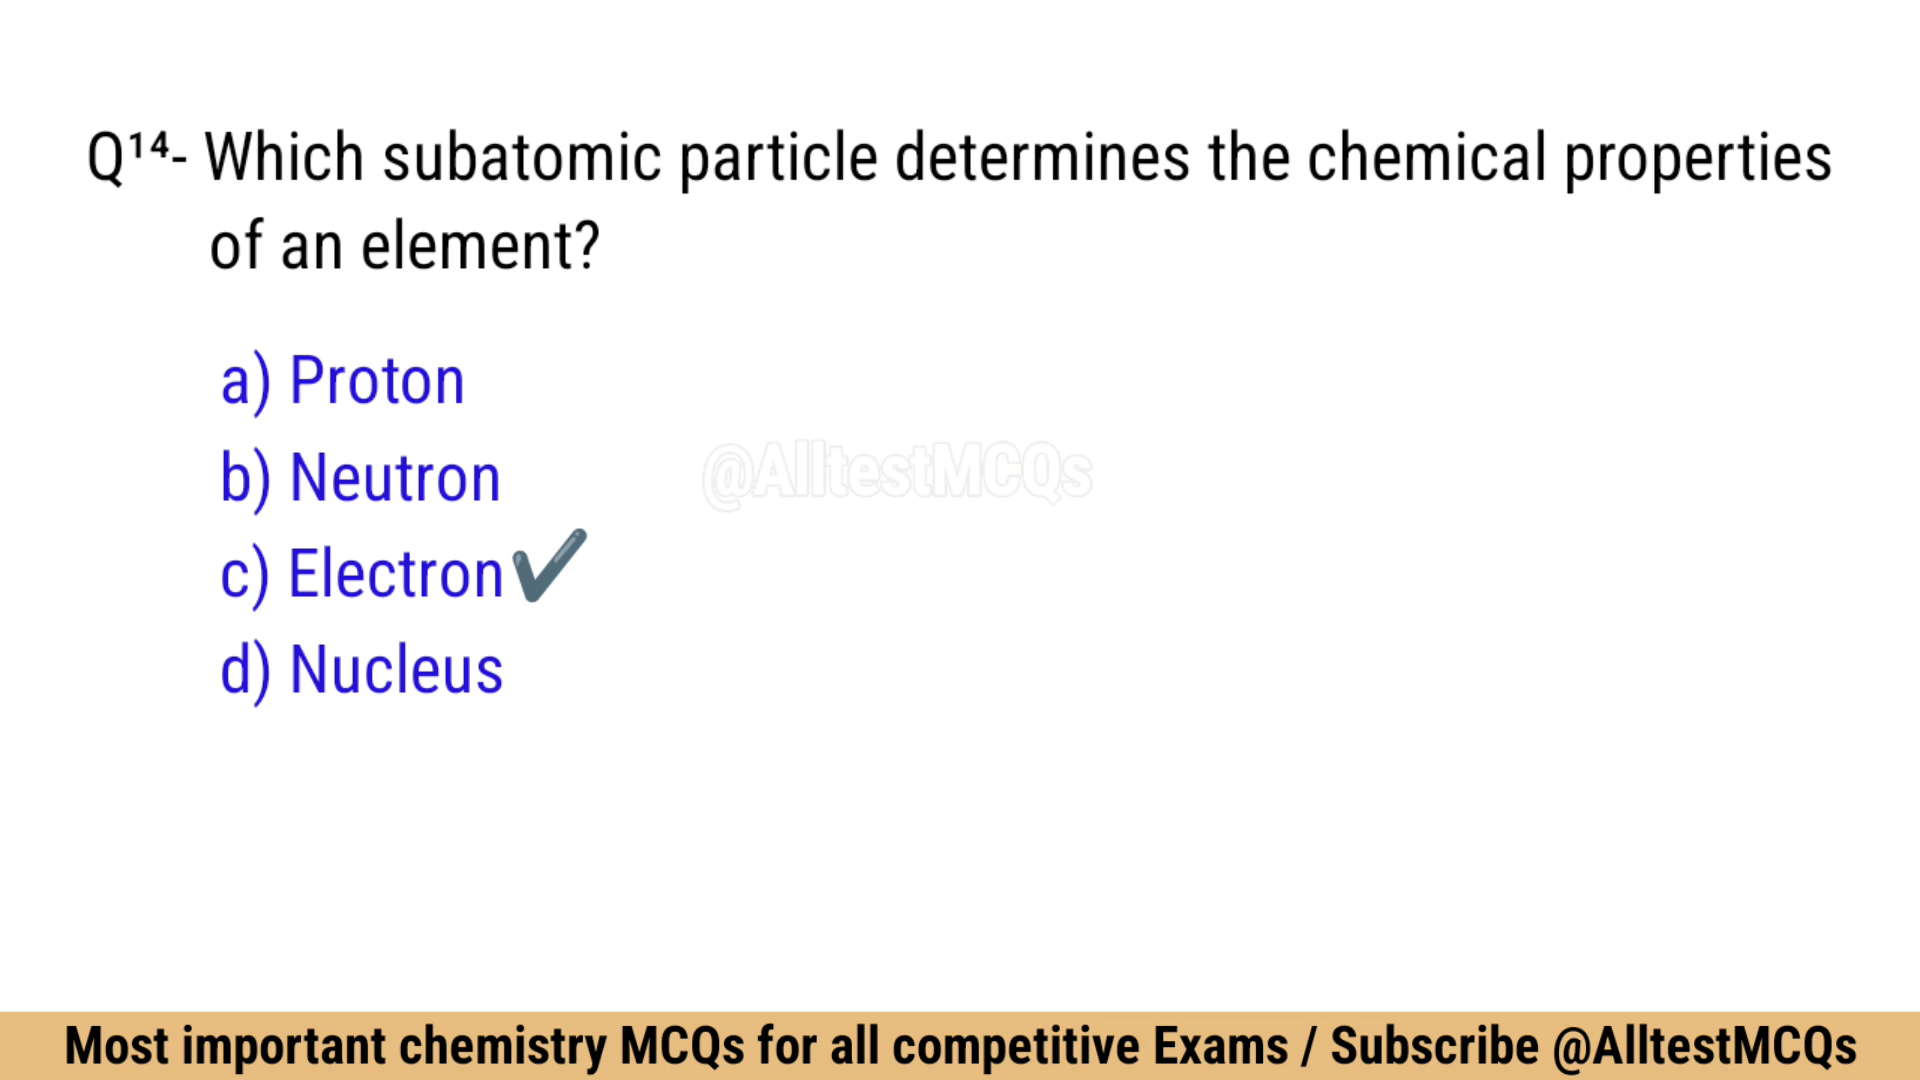 Q¹⁴- Which subatomic particle determines the chemical properties
of an element?
a) Proton
b) Neutron
@AlltestMCQs
c) Electron✔
d) Nucleus
Most important chemistry MCQs for all competitive Exams / Subscribe @AlltestMCQs